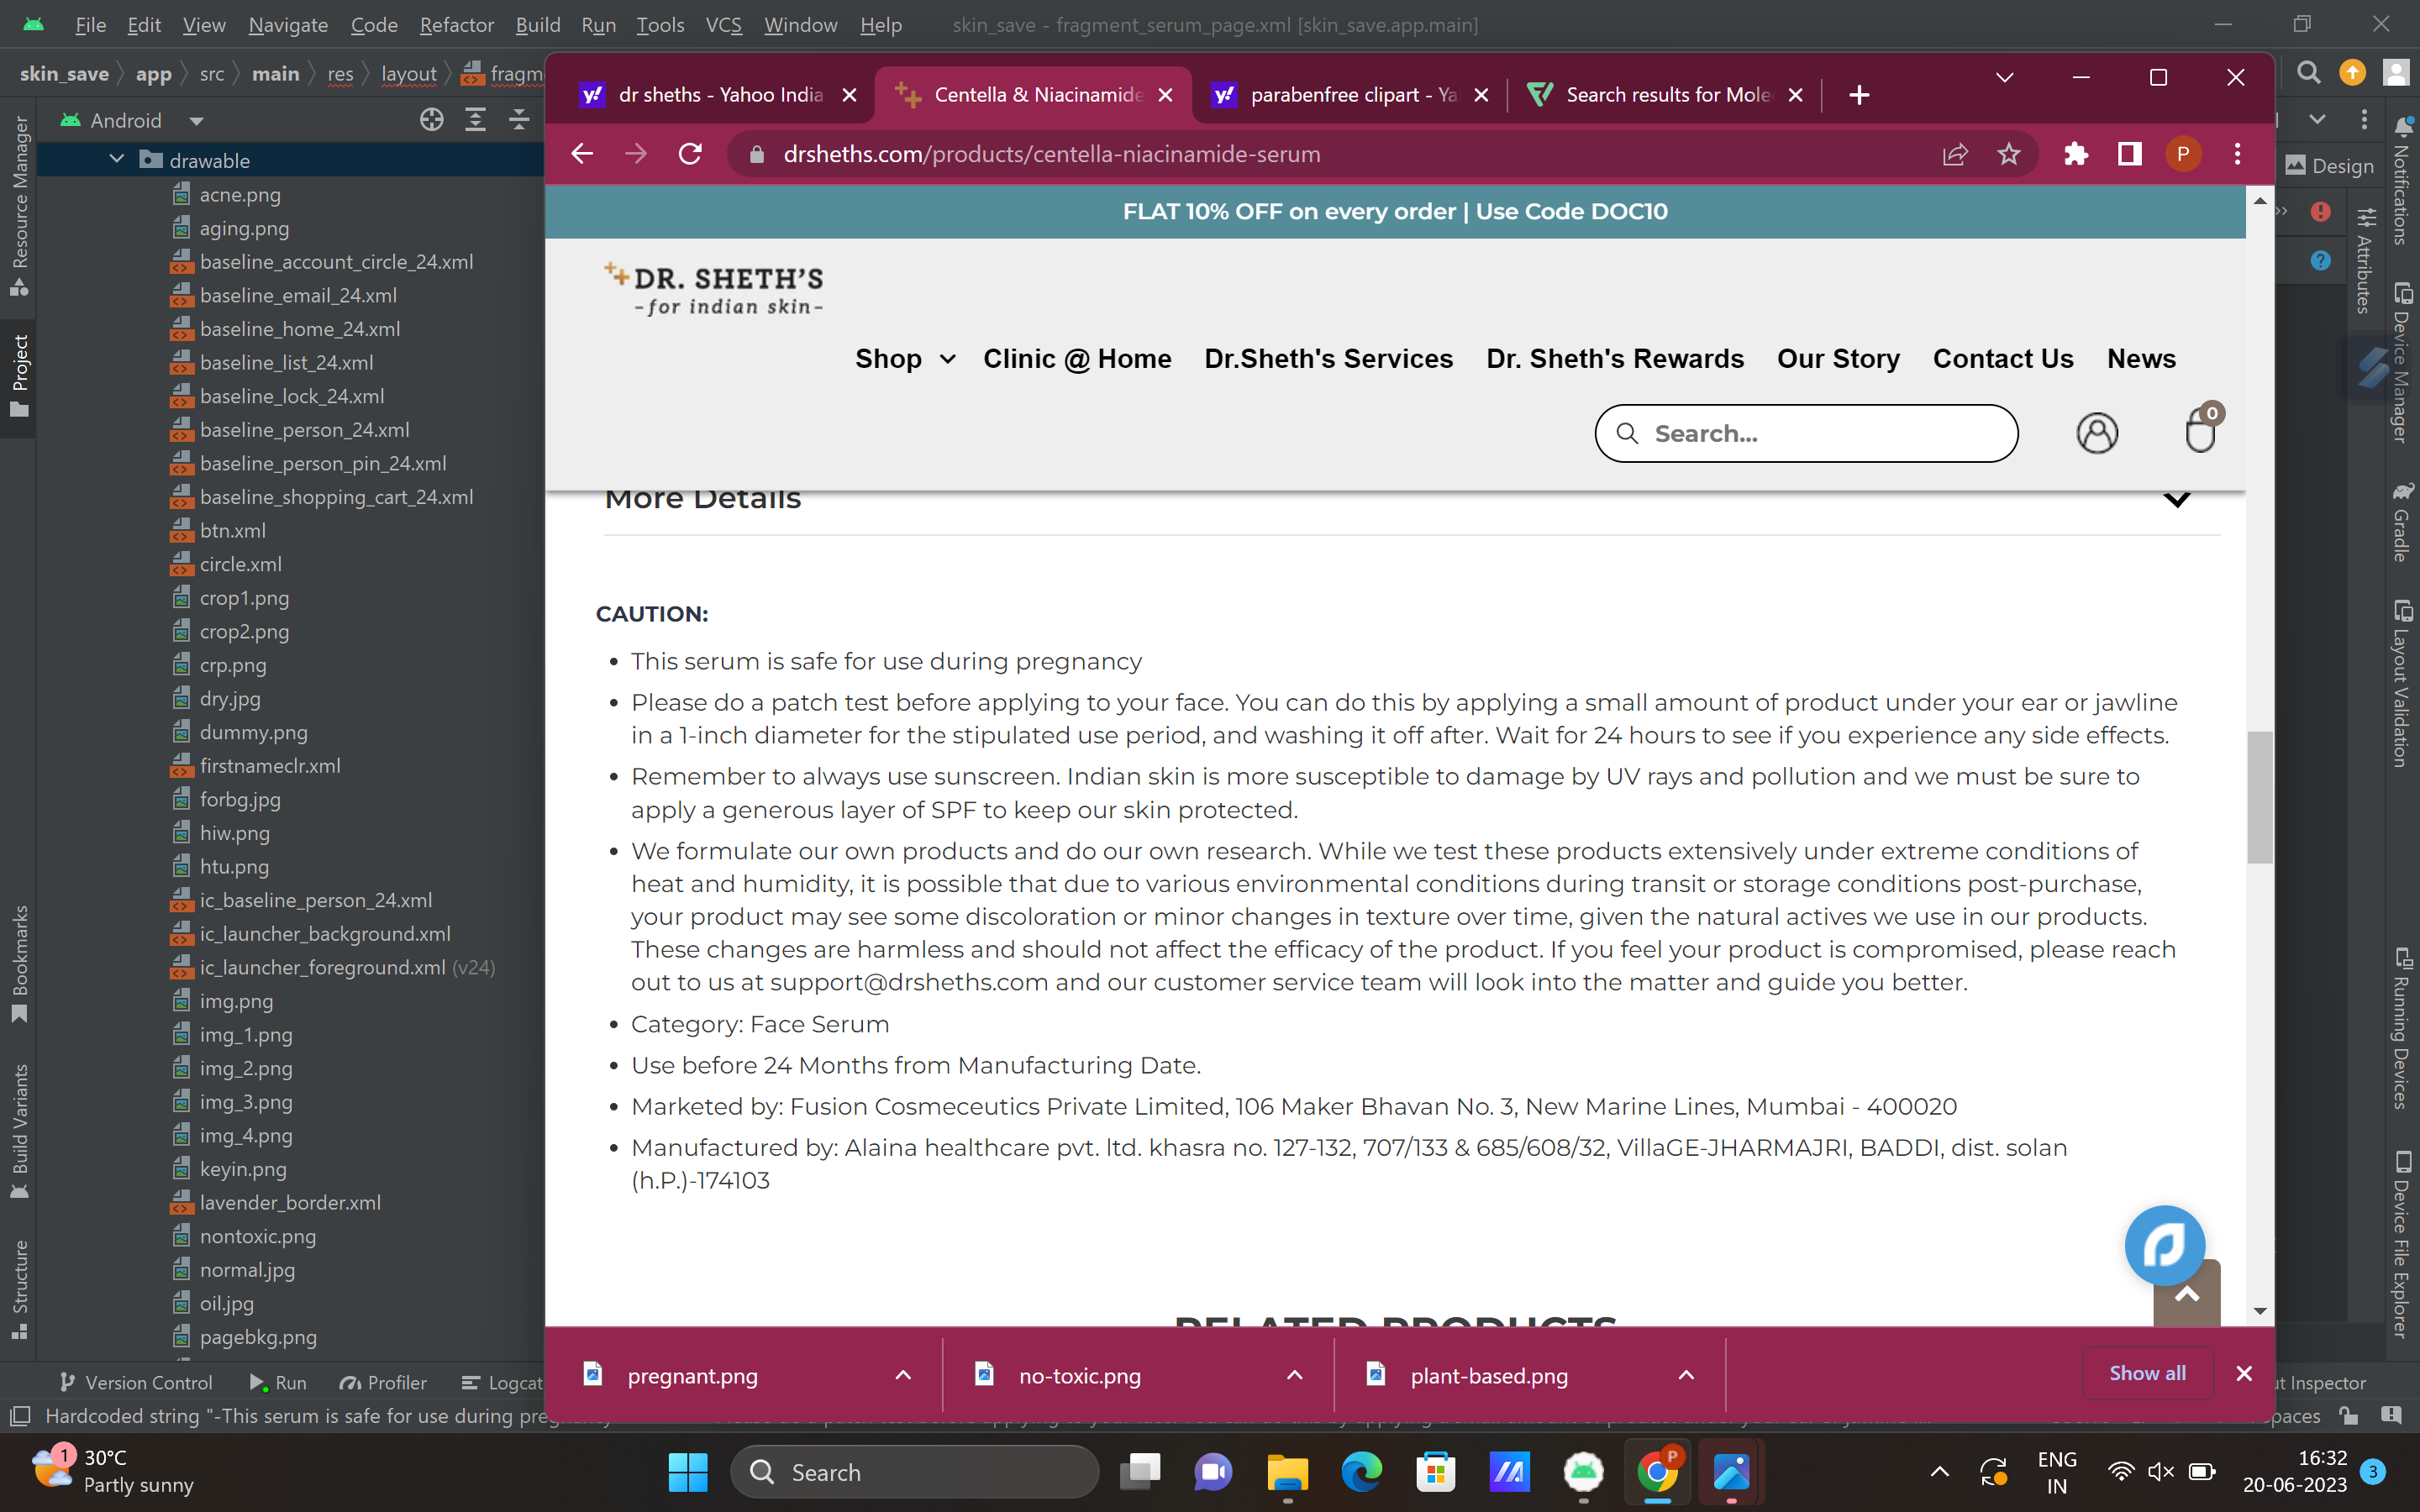 File Edit View Navigate Code Refactor Build Run Tools VCS Window Help skin_save - fragment_serum_page.xml [skin_save.app.main]
skin_save app src main res layout fragm
dr sheths - Yahoo India
Centella & Niacinamide
parabenfree clipart - Ya
Search results for Mole
drsheths.com/products/centella-niacinamide-serum
P
Android
Resource Manager
Project
Bookmarks
Build Variants
Structure
drawable
acne.png
aging.png
baseline_account_circle_24.xml
baseline_email_24.xml
baseline_home_24.xml
baseline_list_24.xml
baseline_lock_24.xml
baseline_person_24.xml
baseline_person_pin_24.xml
baseline_shopping_cart_24.xml
btn.xml
circle.xml
crop1.png
crop2.png
crp.png
dry.jpg
dummy.png
firstnameclr.xml
forbg.jpg
hiw.png
htu.png
ic_baseline_person_24.xml
ic_launcher_background.xml
ic_launcher_foreground.xml (v24)
img.png
img_1.png
img_2.png
img_3.png
img_4.png
keyin.png
lavender_border.xml
nontoxic.png
normal.jpg
oil.jpg
pagebkg.png
FLAT 10% OFF on every order | Use Code DOC10
DR. SHETH'S
-for indian skin-
Shop Clinic @ Home Dr.Sheth's Services Dr. Sheth's Rewards Our Story Contact Us News
Search...
0
More Details
CAUTION:
• This serum is safe for use during pregnancy
• Please do a patch test before applying to your face. You can do this by applying a small amount of product under your ear or jawline
in a 1-inch diameter for the stipulated use period, and washing it off after. Wait for 24 hours to see if you experience any side effects.
• Remember to always use sunscreen. Indian skin is more susceptible to damage by UV rays and pollution and we must be sure to
apply a generous layer of SPF to keep our skin protected.
• We formulate our own products and do our own research. While we test these products extensively under extreme conditions of
heat and humidity, it is possible that due to various environmental conditions during transit or storage conditions post-purchase,
your product may see some discoloration or minor changes in texture over time, given the natural actives we use in our products.
These changes are harmless and should not affect the efficacy of the product. If you feel your product is compromised, please reach
out to us at support@drsheths.com and our customer service team will look into the matter and guide you better.
• Category: Face Serum
• Use before 24 Months from Manufacturing Date.
• Marketed by: Fusion Cosmeceutics Private Limited, 106 Maker Bhavan No. 3, New Marine Lines, Mumbai - 400020
• Manufactured by: Alaina healthcare pvt. ltd. khasra no. 127-132, 707/133 & 685/608/32, VillaGE-JHARMAJRI, BADDI, dist. solan
(h.P.)-174103
RELATED PRODUCTS
pregnant.png
no-toxic.png
plant-based.png
Show all
Design
Attributes
Notifications
Device Manager
Gradle
Layout Validation
Running Devices
Device File Explorer
Version Control Run Profiler Logcat
ut Inspector
Hardcoded string "-This serum is safe for use during pregnancy
spaces
1
30°C
Partly sunny
Search
P
ENG
IN
16:32
20-06-2023
3